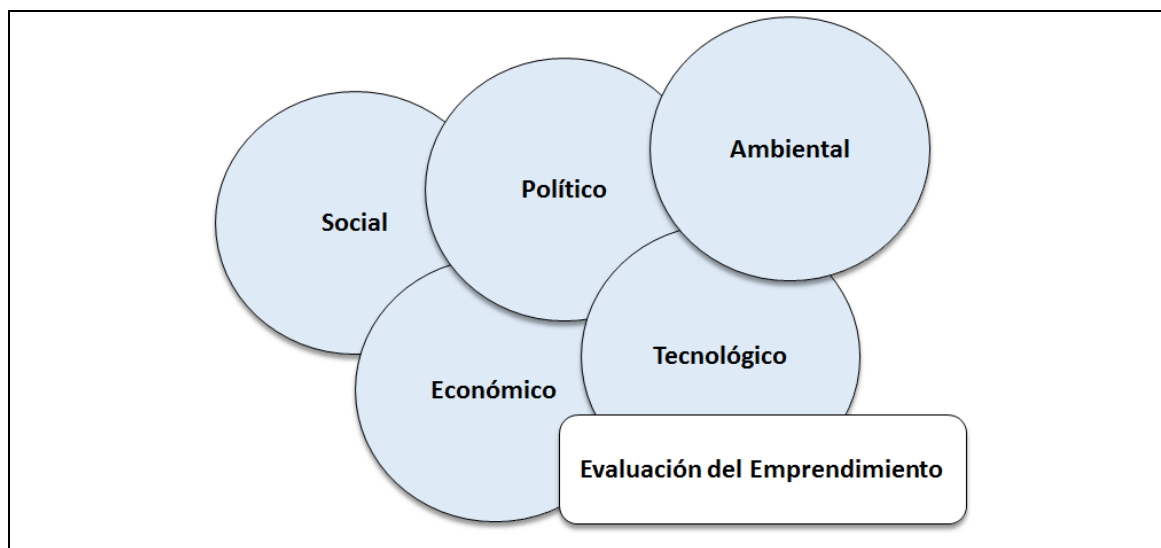 Ambiental
Político
Social
Tecnológico
Económico
Evaluación del Emprendimiento